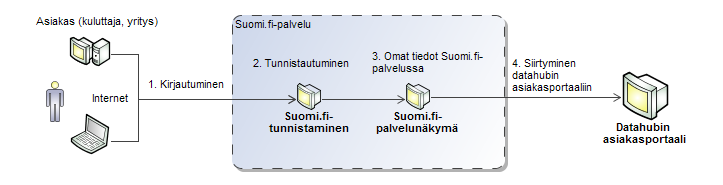 Asiakas (kuluttaja, yritys)
Internet
1. Kirjautuminen
Suomi.fi-palvelu
2. Tunnistautuminen
3. Omat tiedot Suomi.fi-
palvelussa
Suomi.fi-
tunnistaminen
Suomi.fi-
palvelunäkymä
4. Siirtyminen
datahubin
asiakasportaaliin
Datahubin
asiakasportaali